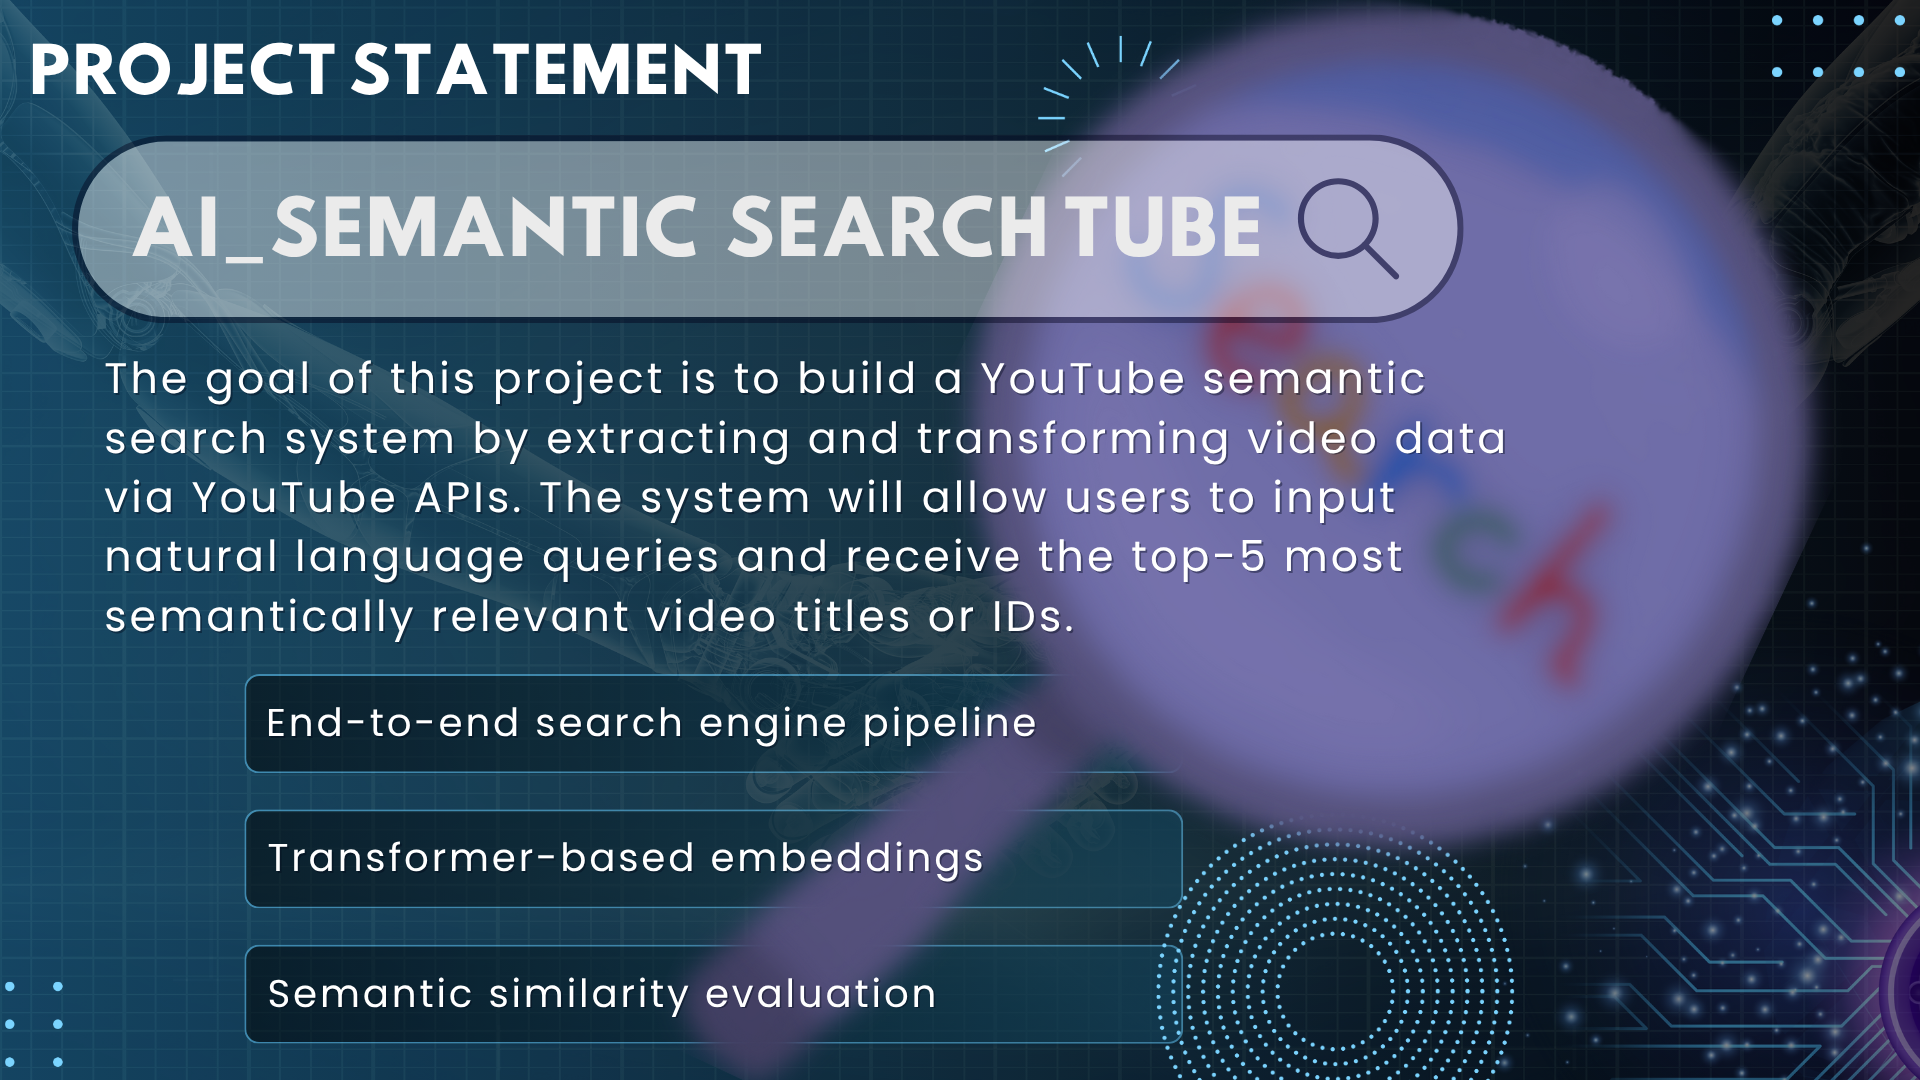 PROJECT STATEMENT
AI_SEMANTIC SEARCH TUBE
The goal of this project is to build a YouTube semantic
search system by extracting and transforming video data
via YouTube APIs. The system will allow users to input
natural language queries and receive the top-5 most
semantically relevant video titles or IDs.
search
End-to-end search engine pipeline
Transformer-based embeddings
Semantic similarity evaluation